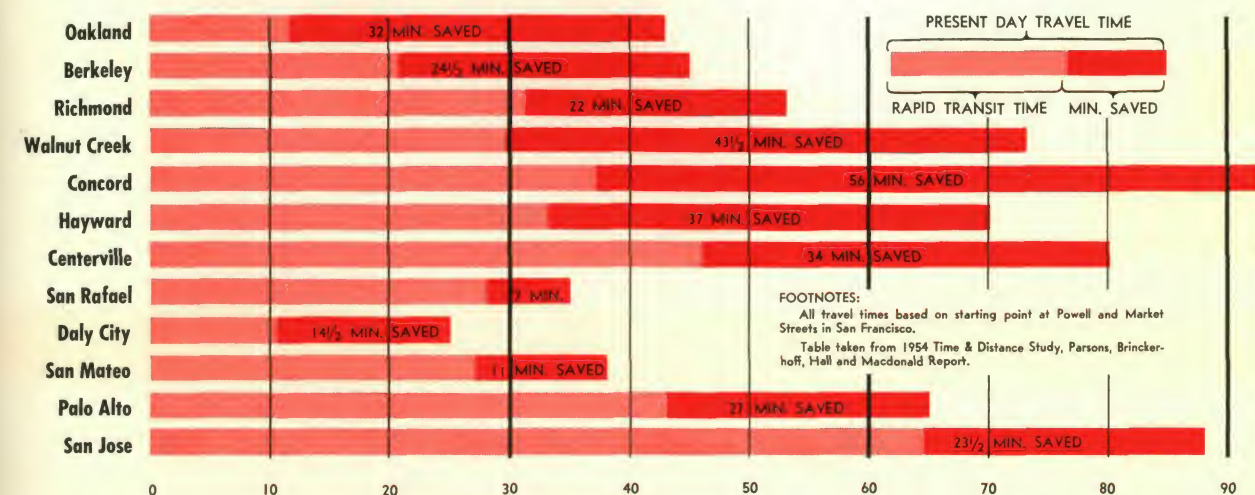 Oakland 32 MIN. SAVED
PRESENT DAY TRAVEL TIME
Berkeley 24½ MIN. SAVED
Richmond 22 MIN. SAVED
RAPID TRANSIT TIME MIN. SAVED
Walnut Creek 43½ MIN. SAVED
Concord 56 MIN. SAVED
Hayward 37 MIN. SAVED
Centerville 34 MIN. SAVED
San Rafael 7 MIN.
FOOTNOTES:
All travel times based on starting point at Powell and Market
Streets in San Francisco.
Table taken from 1954 Time & Distance Study, Parsons, Brincker-
hoff, Hall and Macdonald Report.
Daly City 14½ MIN. SAVED
San Mateo 11 MIN. SAVED
Palo Alto 27 MIN. SAVED
San Jose 23½ MIN. SAVED
0 10 20 30 40 50 60 70 80 90